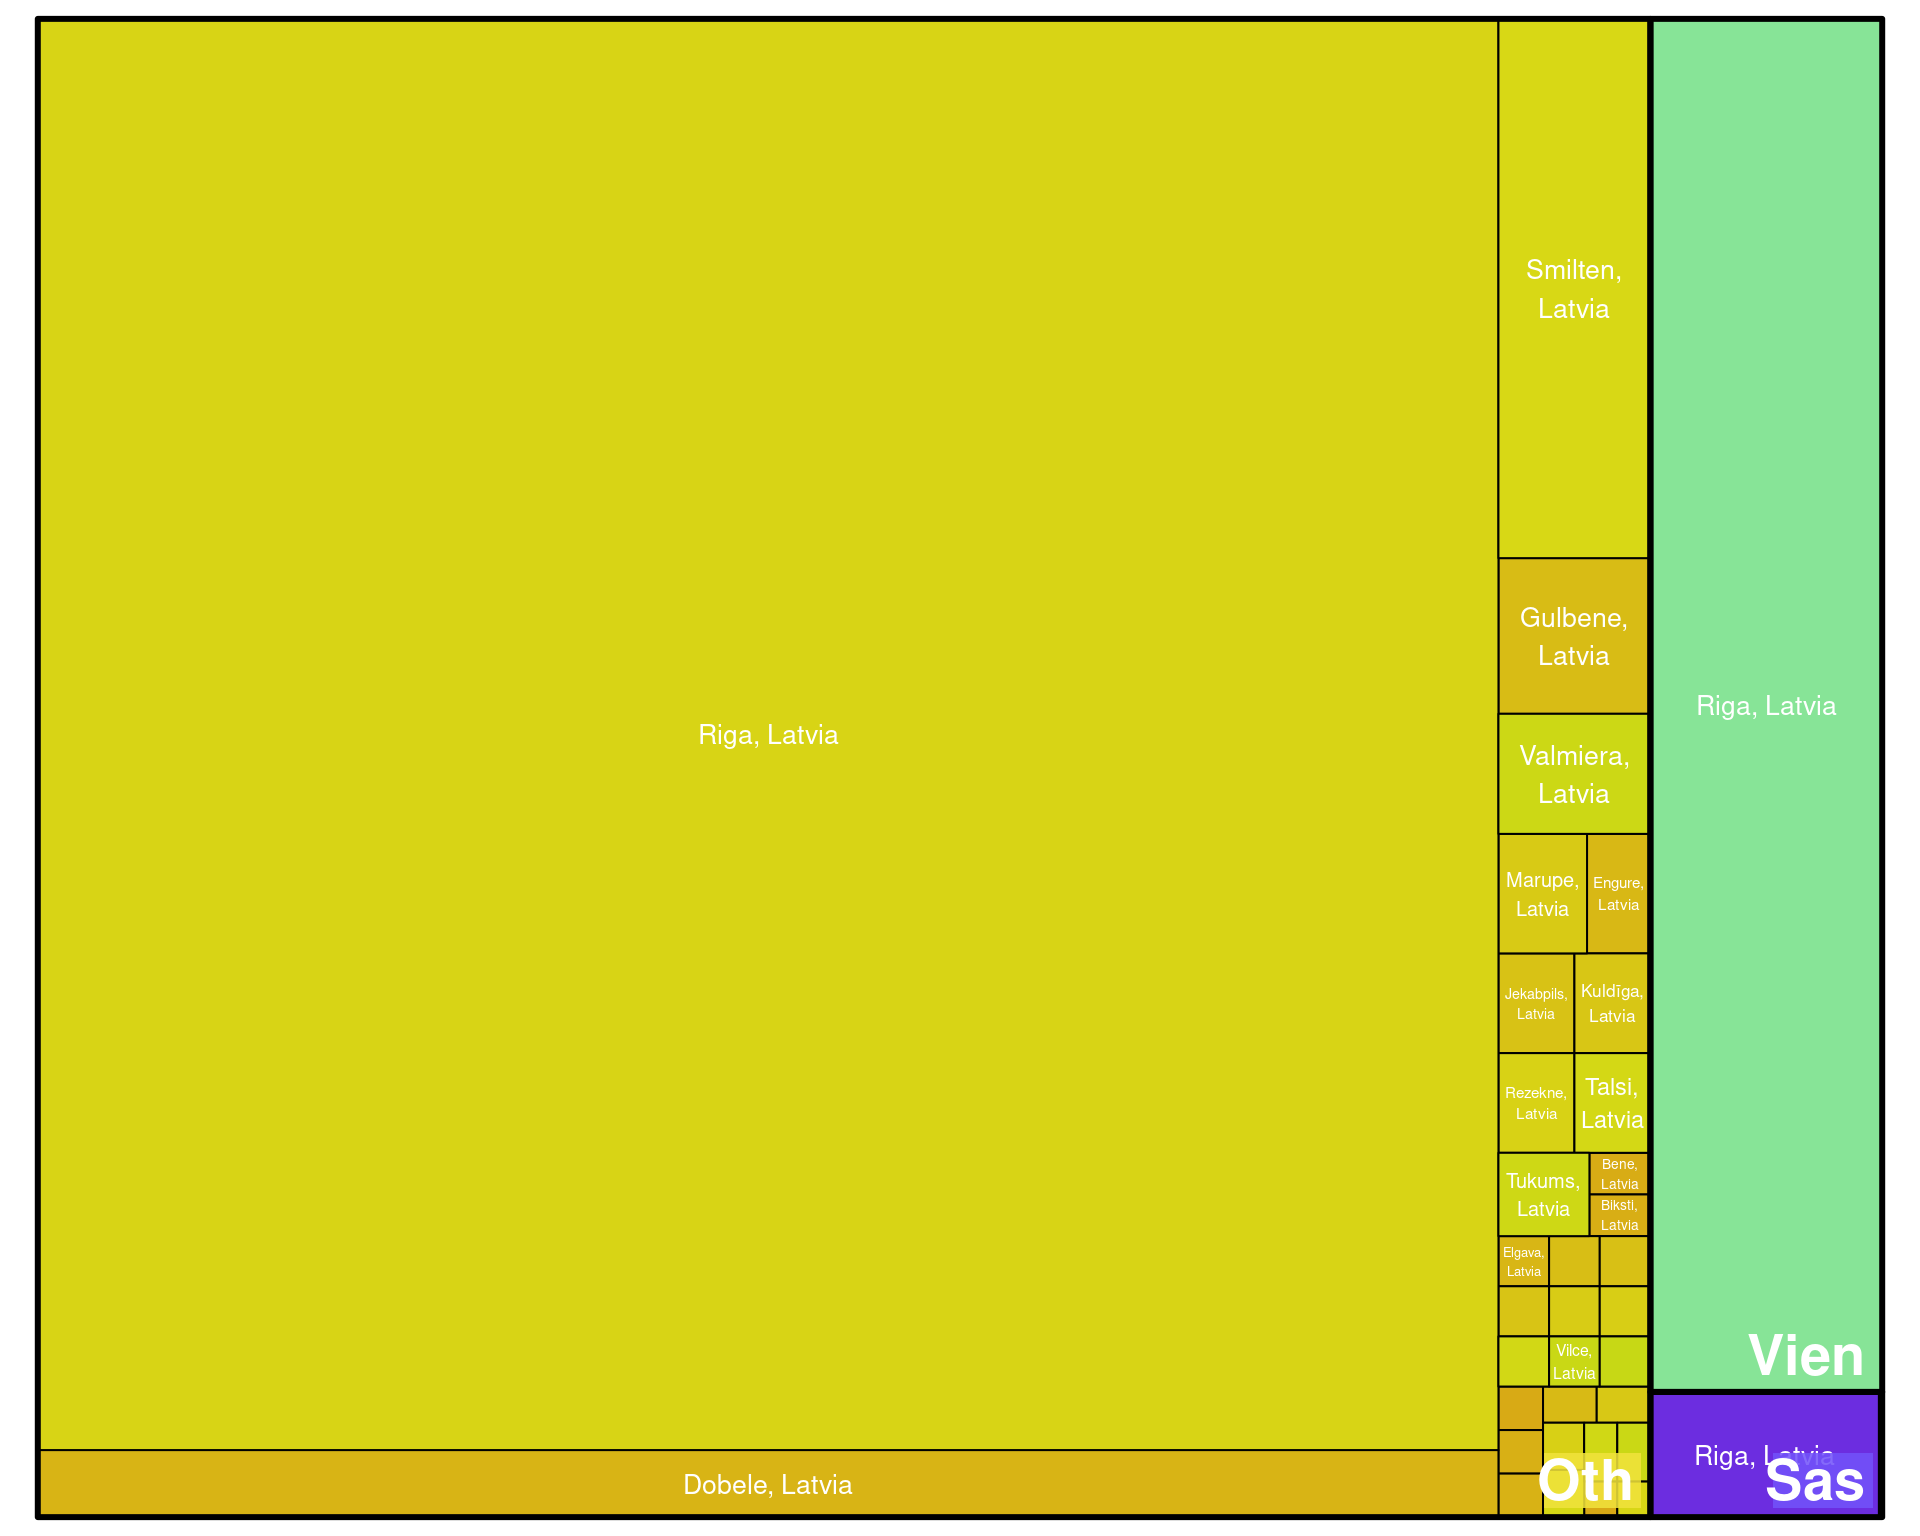 Riga, Latvia
Dobele, Latvia
Smilten,
Latvia
Gulbene,
Latvia
Valmiera,
Latvia
Marupe,
Latvia
Engure,
Latvia
Jekabpils,
Latvia
Kuldīga,
Latvia
Rezekne,
Latvia
Talsi,
Latvia
Tukums,
Latvia
Bene,
Latvia
Biksti,
Latvia
Elgava,
Latvia
Vilce,
Latvia
Oth
Riga, Latvia
Vien
Riga, Latvia
Sas